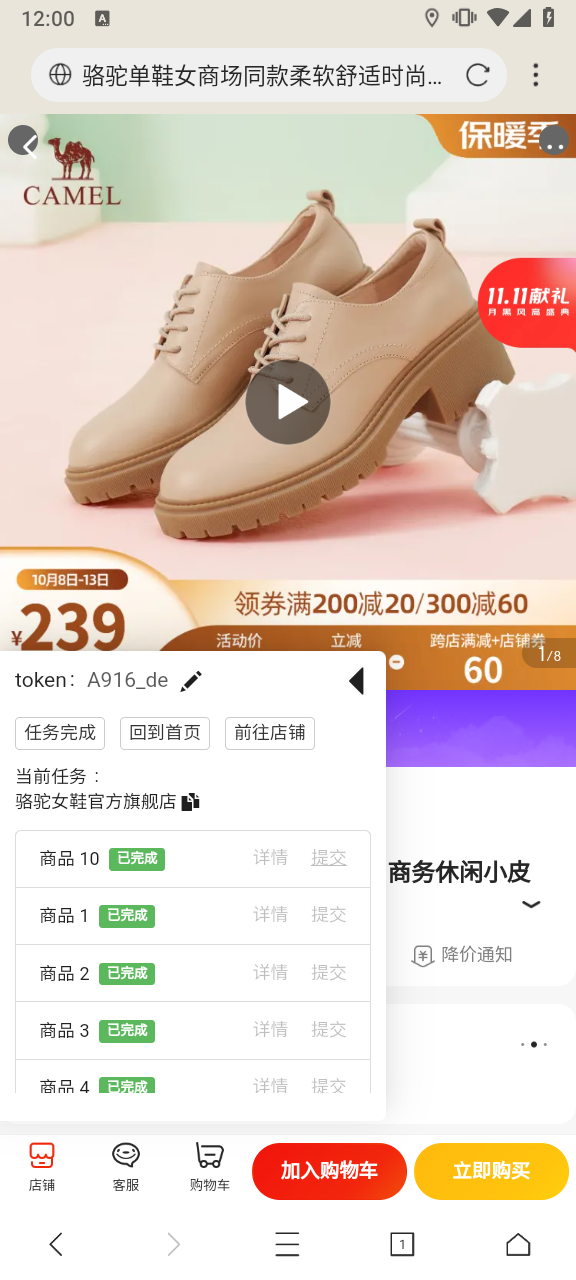 12:00
A
骆驼单鞋女商场同款柔软舒适时尚...
保暖季
CAMEL
11.11献礼
月黑风高盛典
10月8日-13日
¥239
领券满200减20/300减60
活动价
立减
跨店满减+店铺券
60
1/8
token: A916_de
任务完成
回到首页
前往店铺
当前任务：
骆驼女鞋官方旗舰店
商品 10 已完成 详情 提交
商品 1 已完成 详情 提交
商品 2 已完成 详情 提交
商品 3 已完成 详情 提交
商品 4 已完成 详情 提交
商务休闲小皮
降价通知
店铺
客服
购物车
加入购物车
立即购买
1